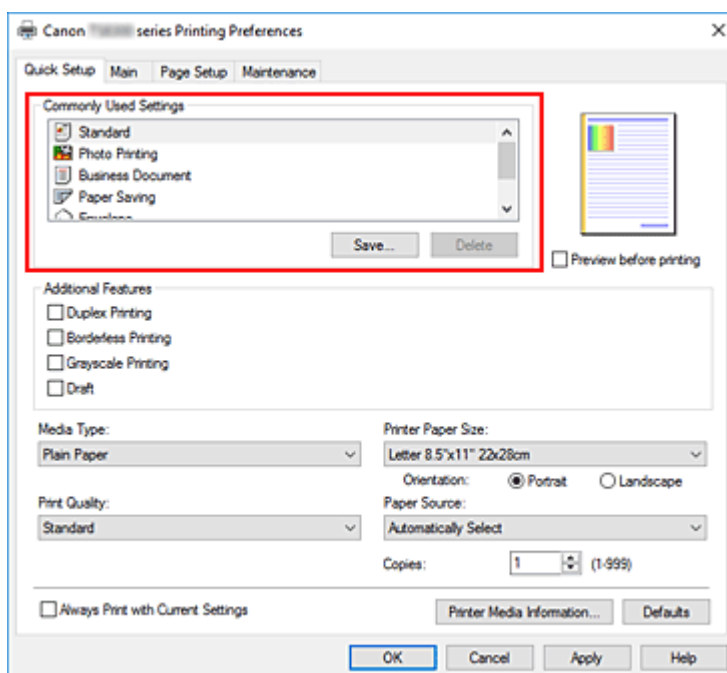 Canon series Printing Preferences
Quick Setup Main Page Setup Maintenance
Commonly Used Settings
Standard
Photo Printing
Business Document
Paper Saving
Envelope
Save... Delete
Preview before printing
Additional Features
Duplex Printing
Borderless Printing
Grayscale Printing
Draft
Media Type: Printer Paper Size:
Plain Paper Letter 8.5"x11" 22x28cm
Orientation: Portrait Landscape
Print Quality: Paper Source:
Standard Automatically Select
Copies: 1 (1-999)
Always Print with Current Settings Printer Media Information... Defaults
OK Cancel Apply Help